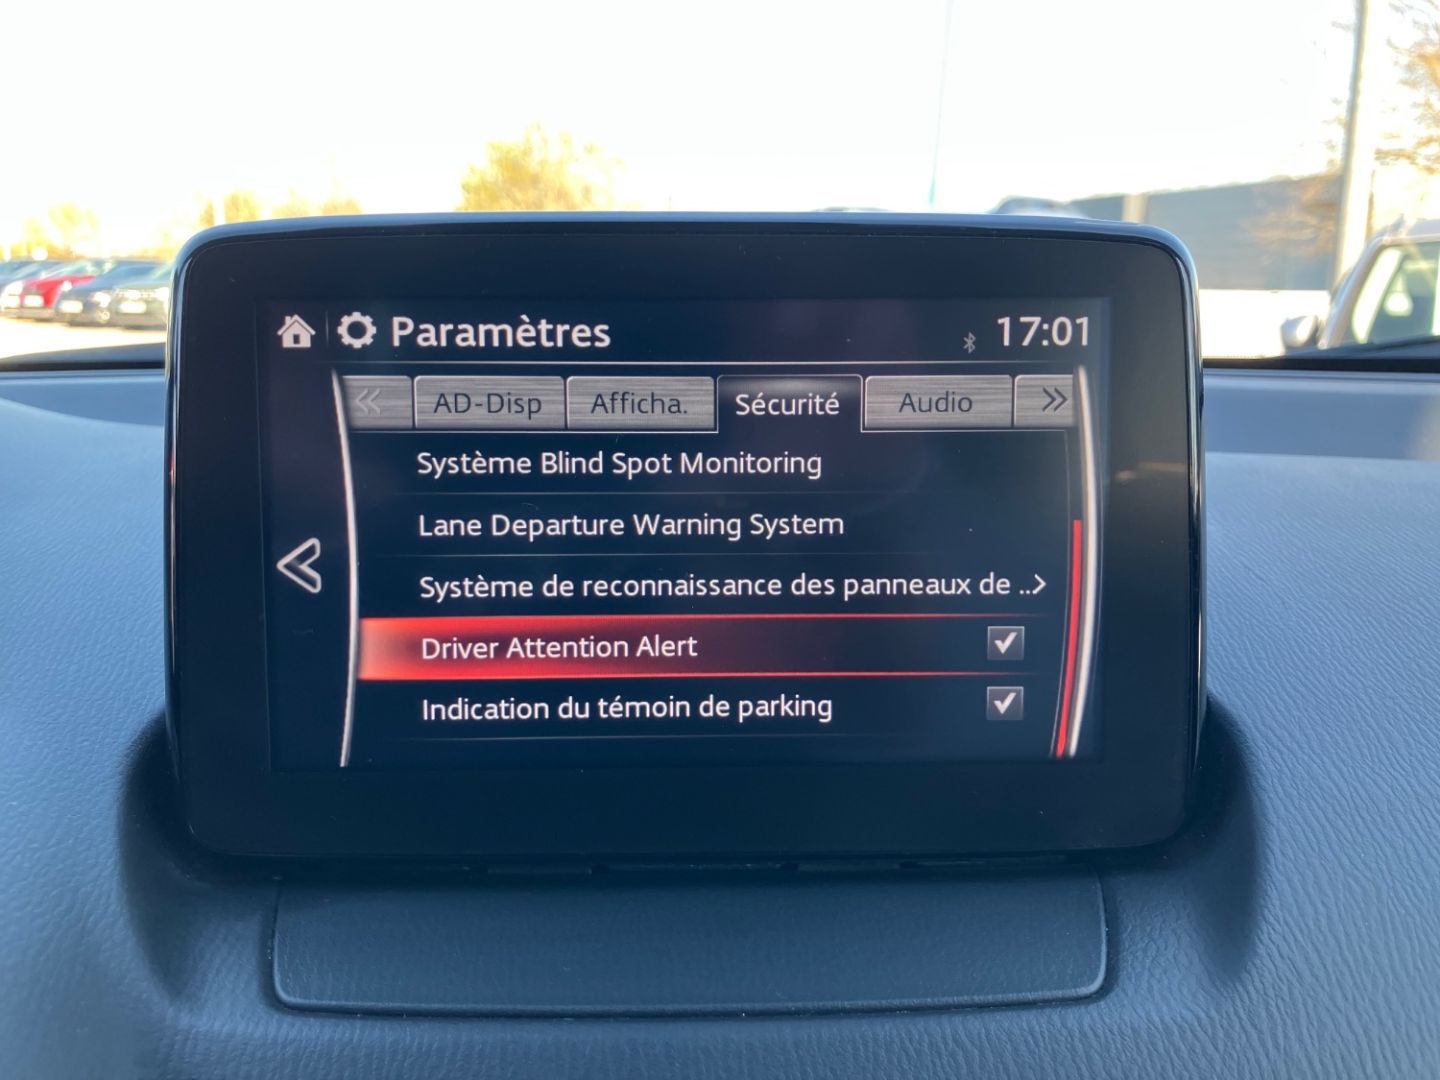 Paramètres 17:01
AD-Disp Afficha. Sécurité Audio
Système Blind Spot Monitoring
Lane Departure Warning System
Système de reconnaissance des panneaux de ..>
Driver Attention Alert
Indication du témoin de parking